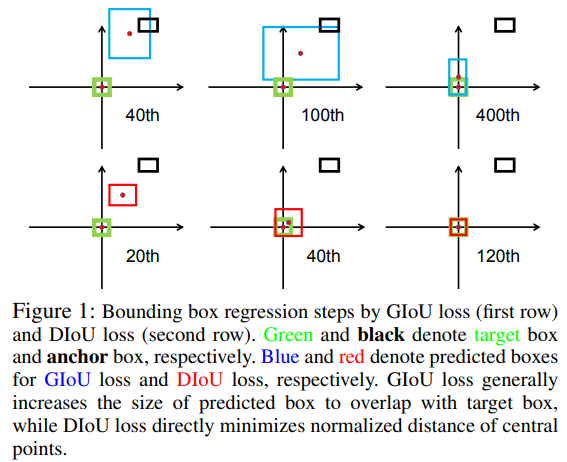 40th
100th
400th
20th
40th
120th
Figure 1: Bounding box regression steps by GIoU loss (first row)
and DIoU loss (second row). Green and black denote target box
and anchor box, respectively. Blue and red denote predicted boxes
for GIoU loss and DIoU loss, respectively. GIoU loss generally
increases the size of predicted box to overlap with target box,
while DIoU loss directly minimizes normalized distance of central
points.